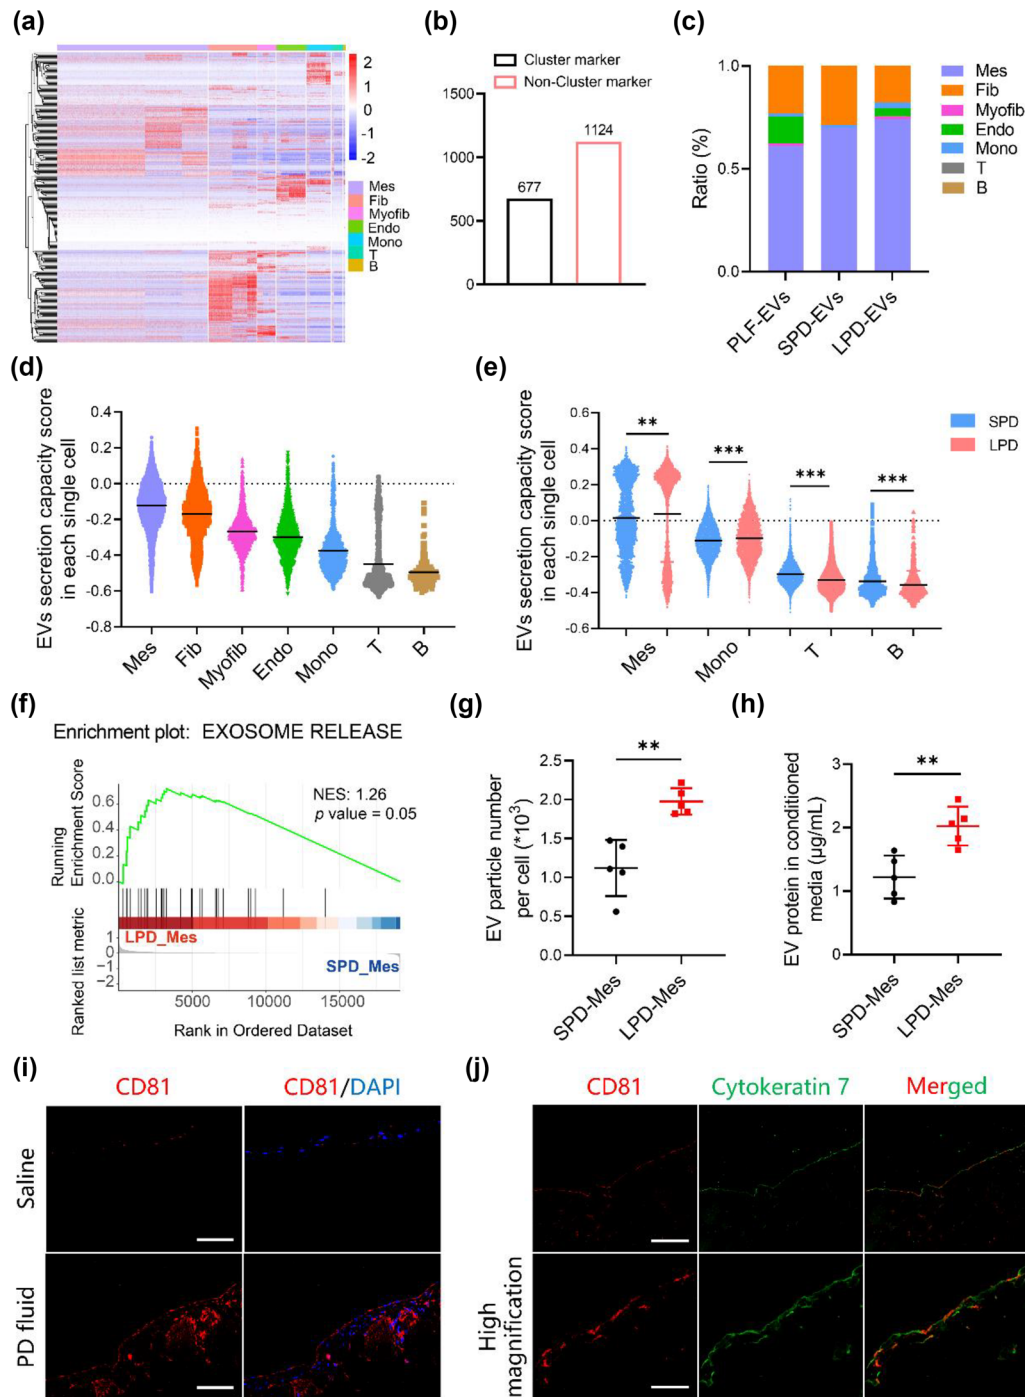 (a)
2
1
0
-1
-2
Mes
Fib
Myofib
Endo
Mono
T
B
(b)
Cluster marker
Non-Cluster marker
1500
1000
500
0
677
1124
(c)
Ratio (%)
1.0
0.5
0.0
PLF-EVs
SPD-EVs
LPD-EVs
Mes
Fib
Myofib
Endo
Mono
T
B
(d)
EVs secretion capacity score
in each single cell
0.4
0.2
0.0
-0.2
-0.4
-0.6
-0.8
Mes
Fib
Myofib
Endo
Mono
T
B
(e)
EVs secretion capacity score
in each single cell
0.6
0.4
0.2
0.0
-0.2
-0.4
-0.6
**
***
***
***
Mes
Mono
T
B
SPD
LPD
(f)
Enrichment plot: EXOSOME RELEASE
Running
Enrichment Score
0.6
0.4
0.2
0.0
NES: 1.26
p value = 0.05
Ranked list metric
1
0
−1
−2
LPD_Mes
SPD_Mes
5000
10000
15000
Rank in Ordered Dataset
(g)
EV particle number
per cell (*10³)
2.5
2.0
1.5
1.0
0.5
0.0
**
SPD-Mes
LPD-Mes
(h)
EV protein in conditioned
media (μg/mL)
3
2
1
0
**
SPD-Mes
LPD-Mes
(i)
CD81
CD81/DAPI
Saline
PD fluid
(j)
CD81
Cytokeratin 7
Merged
High
magnification